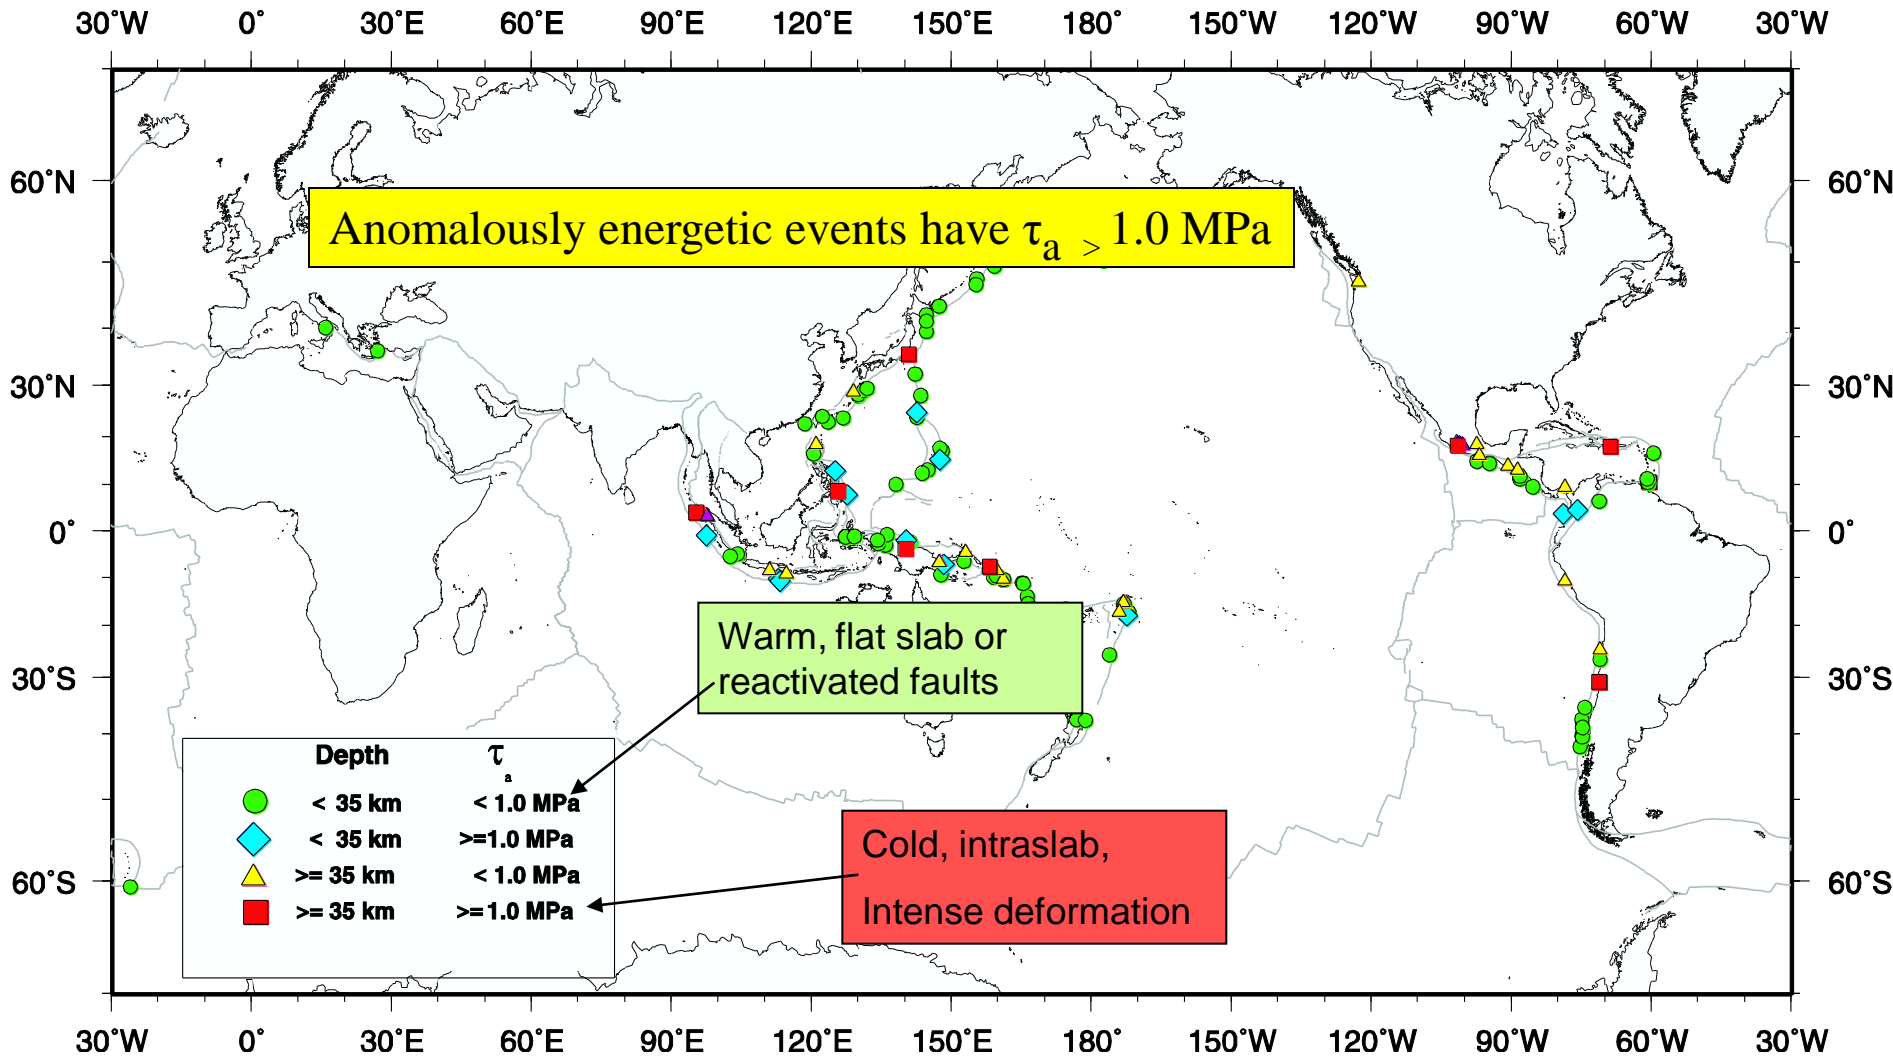 30°W 0° 30°E 60°E 90°E 120°E 150°E 180° 150°W 120°W 90°W 60°W 30°W
60°N 60°N
Anomalously energetic events have τa > 1.0 MPa
30°N 30°N
0° 0°
Warm, flat slab or
reactivated faults
30°S 30°S
Depth τa
< 35 km < 1.0 MPa
< 35 km >=1.0 MPa
>= 35 km < 1.0 MPa
>= 35 km >= 1.0 MPa
Cold, intraslab,
Intense deformation
60°S 60°S
30°W 0° 30°E 60°E 90°E 120°E 150°E 180° 150°W 120°W 90°W 60°W 30°W